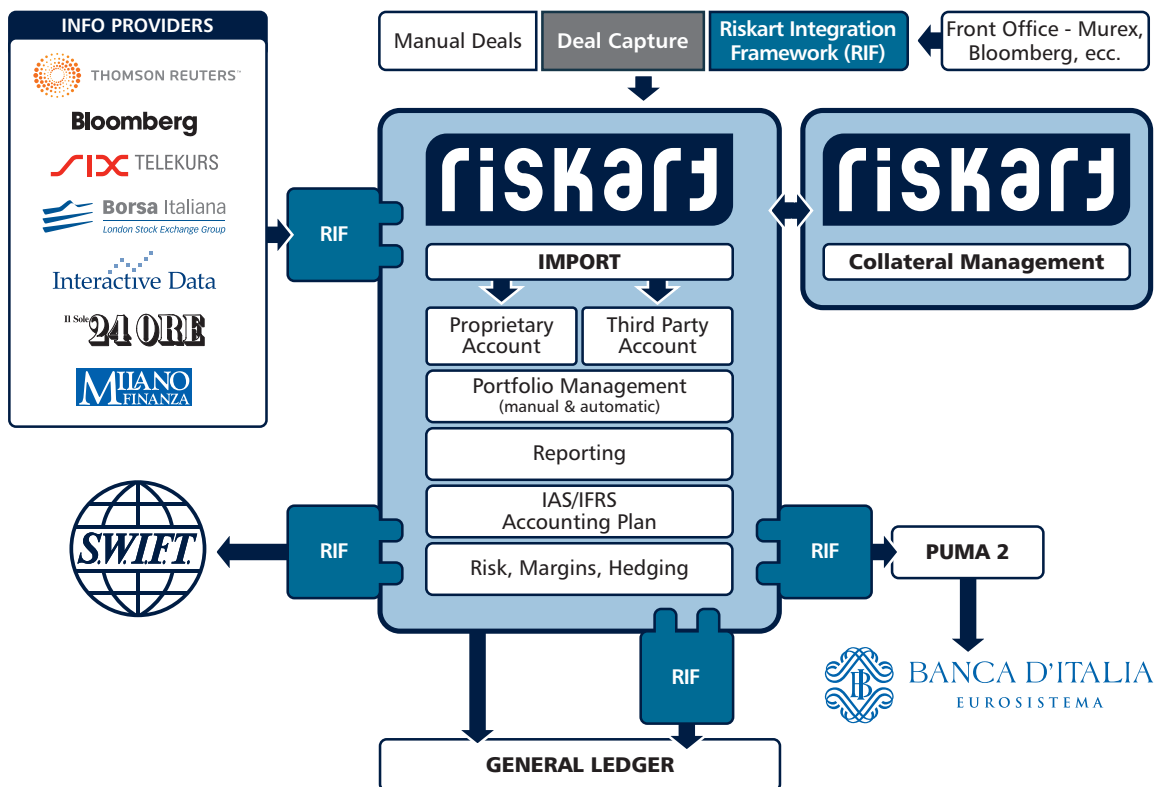 INFO PROVIDERS
THOMSON REUTERS™
Bloomberg
SIX TELEKURS
Borsa Italiana
London Stock Exchange Group
Interactive Data
Il Sole 24 ORE
MILANO
FINANZA
Manual Deals
Deal Capture
Riskart Integration
Framework (RIF)
Front Office - Murex,
Bloomberg, ecc.
riskart
riskart
RIF
IMPORT
Collateral Management
Proprietary
Account
Third Party
Account
Portfolio Management
(manual & automatic)
Reporting
IAS/IFRS
Accounting Plan
Risk, Margins, Hedging
S.W.I.F.T.
RIF
RIF
PUMA 2
RIF
BANCA D'ITALIA
EUROSISTEMA
GENERAL LEDGER